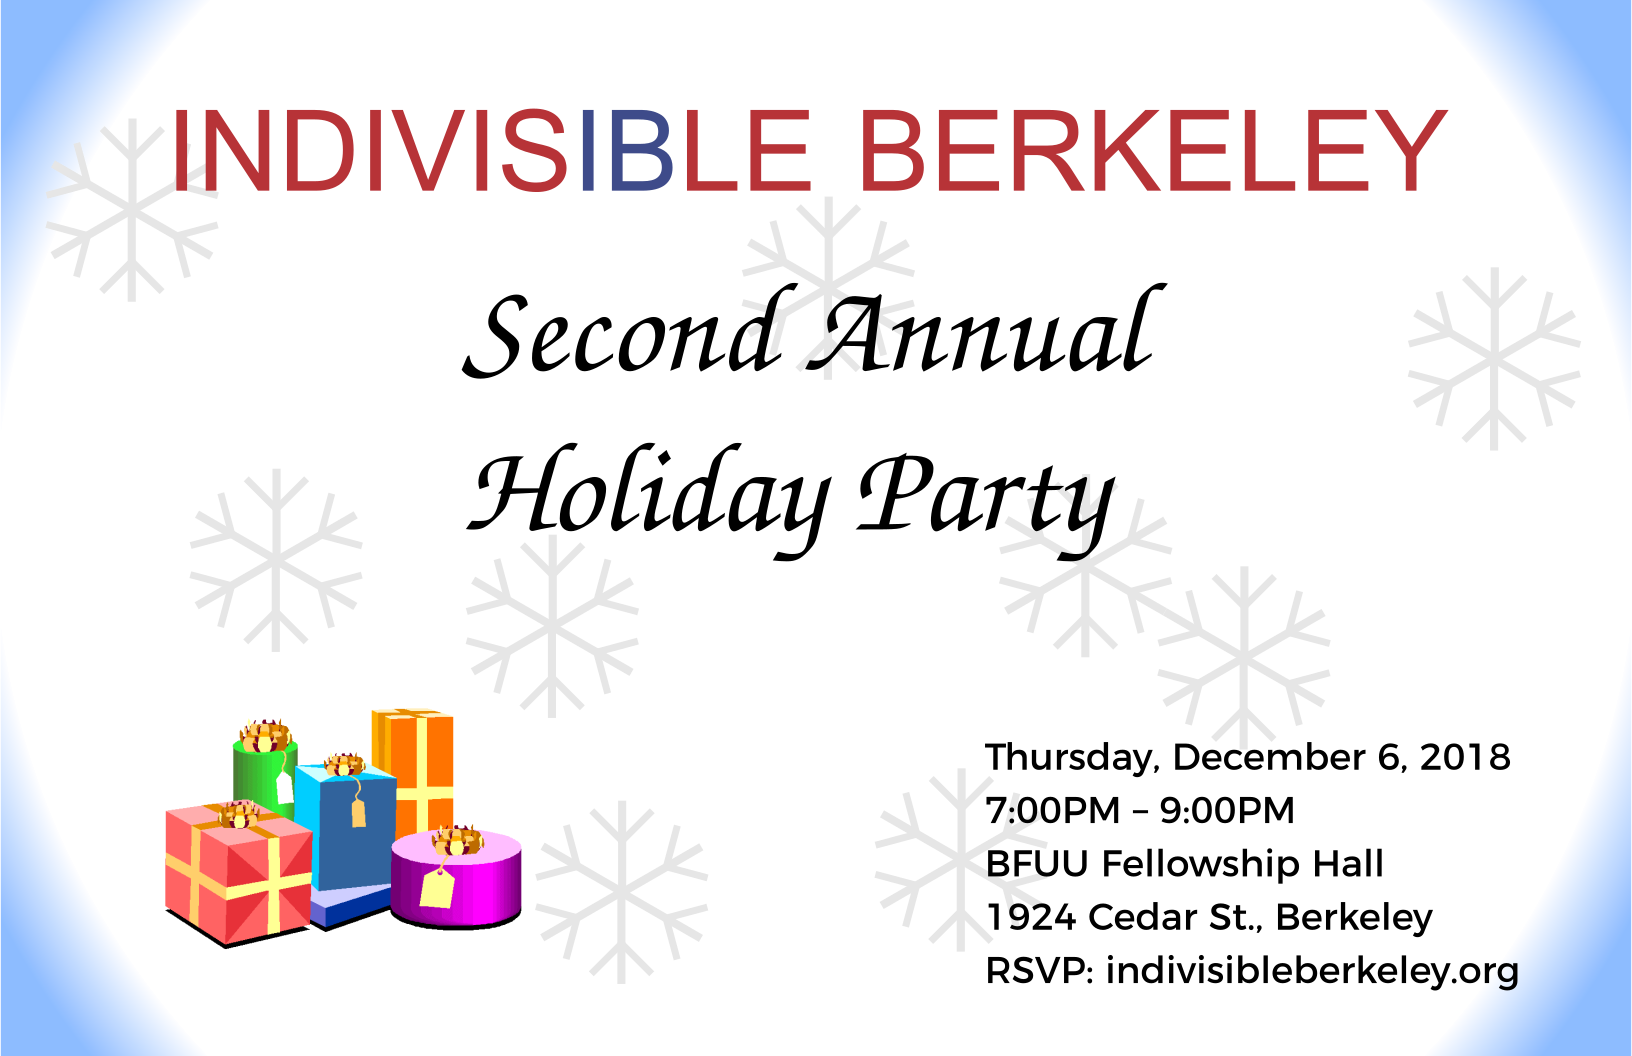 INDIVISIBLE BERKELEY
Second Annual
Holiday Party
Thursday, December 6, 2018
7:00PM – 9:00PM
BFUU Fellowship Hall
1924 Cedar St., Berkeley
RSVP: indivisibleberkeley.org